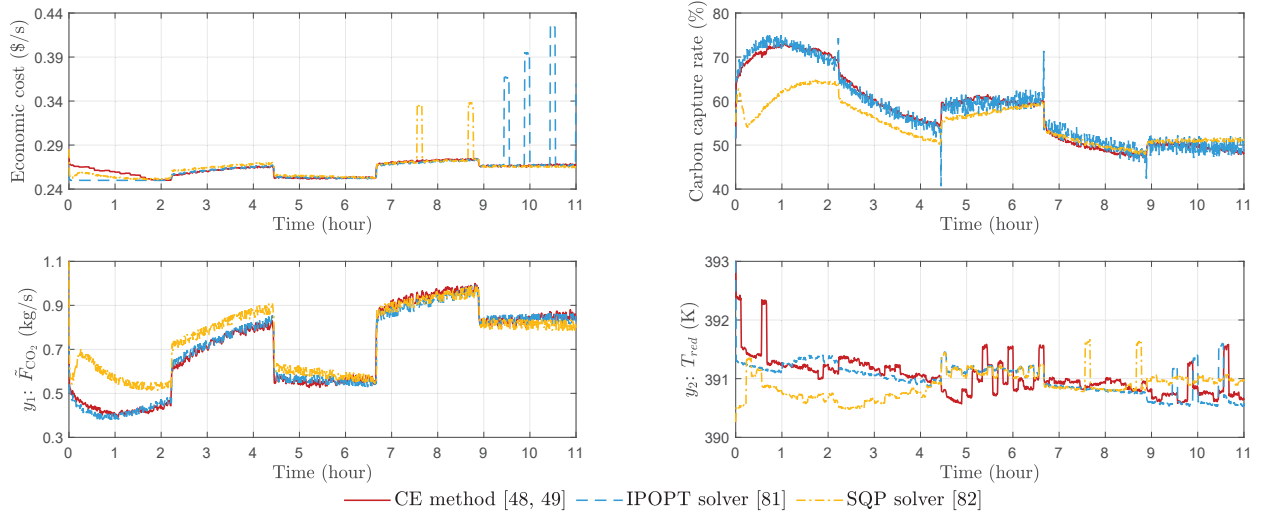 Economic cost ($/s)
0.44
0.34
0.29
0.24
0 1 2 3 4 5 6 7 8 9 10 11
Time (hour)
Carbon capture rate (%)
80
70
60
50
40
0 1 2 3 4 5 6 7 8 9 10 11
Time (hour)
y₁: F̃CO₂ (kg/s)
1.1
0.9
0.7
0.5
0.3
0 1 2 3 4 5 6 7 8 9 10 11
Time (hour)
y₂: Tred (K)
393
392
391
390
0 1 2 3 4 5 6 7 8 9 10 11
Time (hour)
CE method [48, 49] IPOPT solver [81] SQP solver [82]